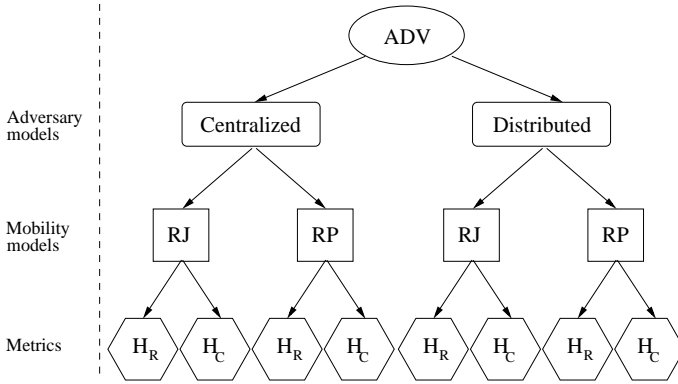 ADV
Adversary
models
Centralized
Distributed
Mobility
models
RJ
RP
RJ
RP
Metrics
H_R
H_C
H_R
H_C
H_R
H_C
H_R
H_C